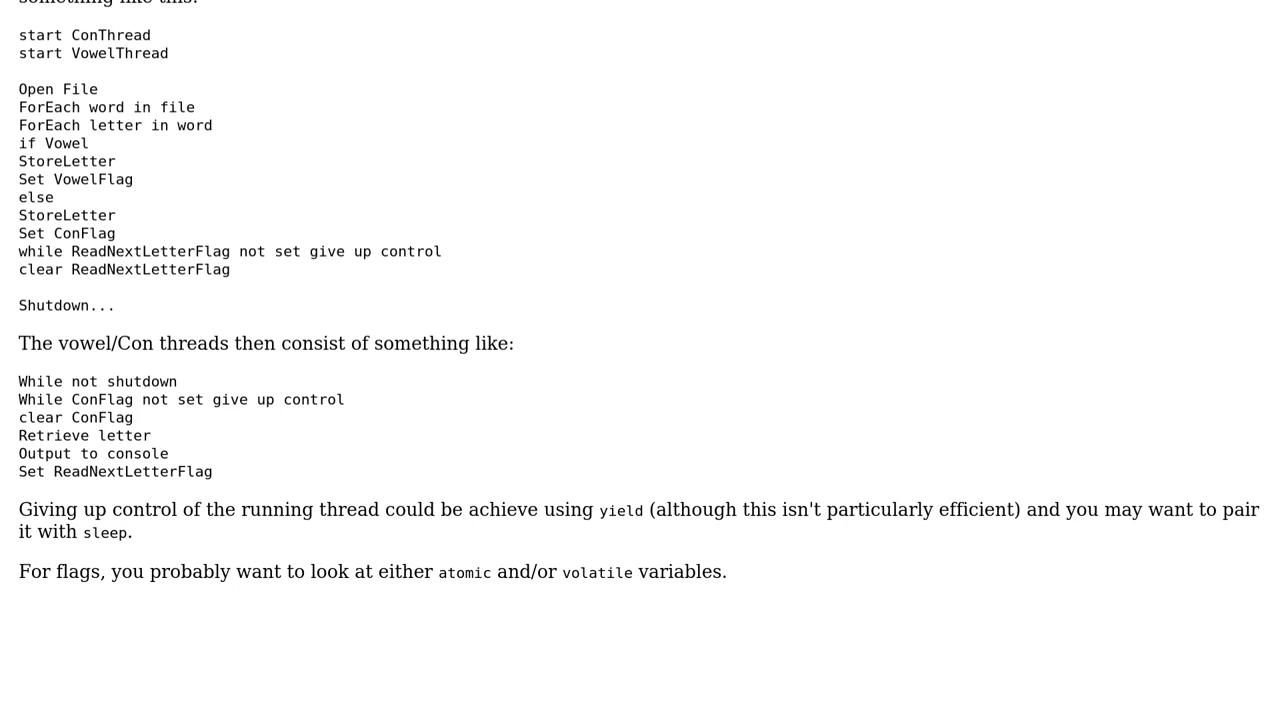 something like this:
start ConThread
start VowelThread
Open File
ForEach word in file
ForEach letter in word
if Vowel
StoreLetter
Set VowelFlag
else
StoreLetter
Set ConFlag
while ReadNextLetterFlag not set give up control
clear ReadNextLetterFlag
Shutdown...
The vowel/Con threads then consist of something like:
While not shutdown
While ConFlag not set give up control
clear ConFlag
Retrieve letter
Output to console
Set ReadNextLetterFlag
Giving up control of the running thread could be achieve using yield (although this isn't particularly efficient) and you may want to pair
it with sleep.
For flags, you probably want to look at either atomic and/or volatile variables.